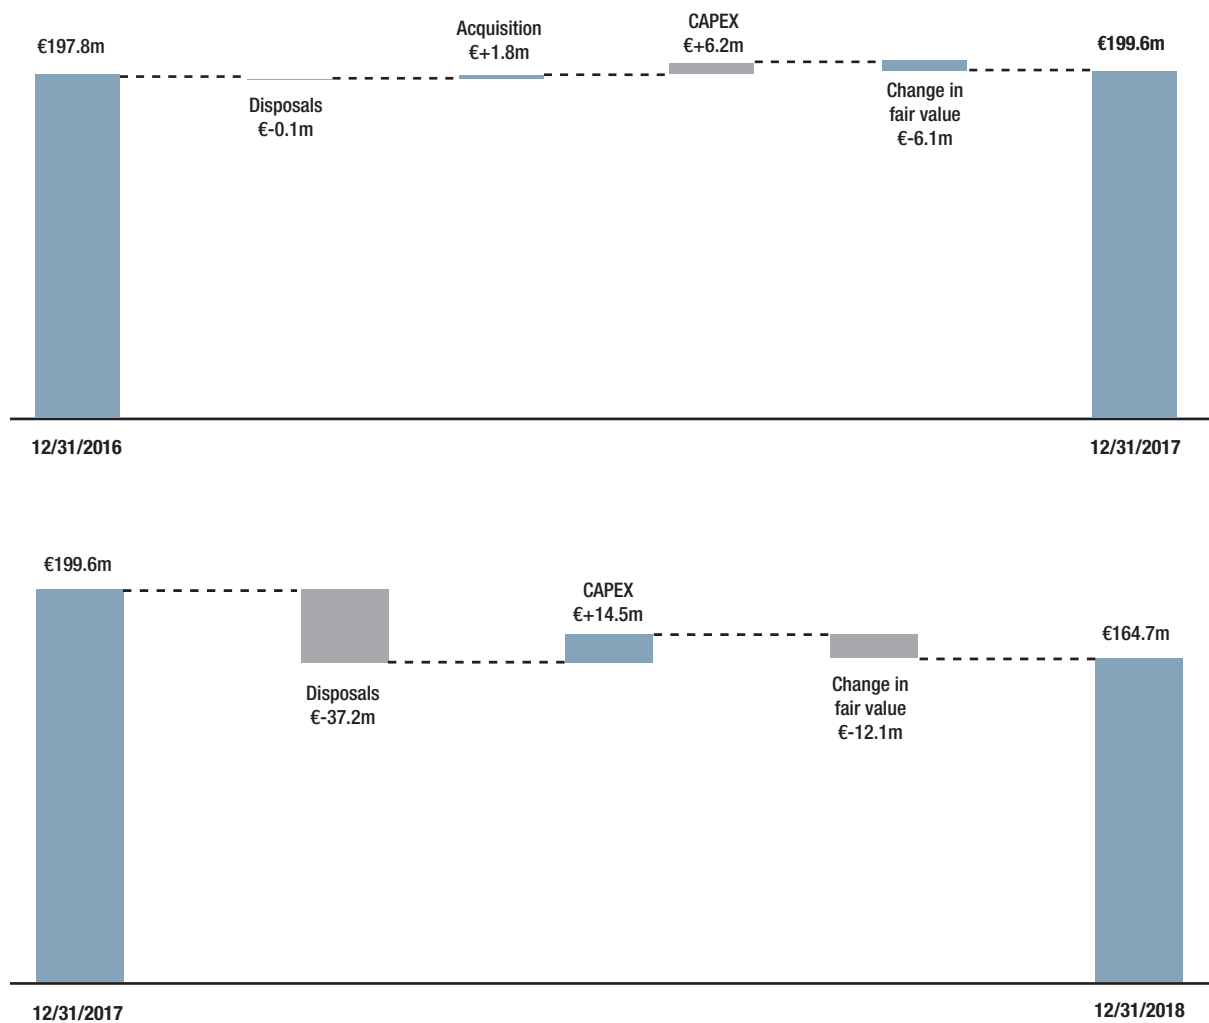 €197.8m
Disposals
€-0.1m
Acquisition
€+1.8m
CAPEX
€+6.2m
Change in
fair value
€-6.1m
€199.6m
12/31/2016
12/31/2017
€199.6m
Disposals
€-37.2m
CAPEX
€+14.5m
Change in
fair value
€-12.1m
€164.7m
12/31/2017
12/31/2018